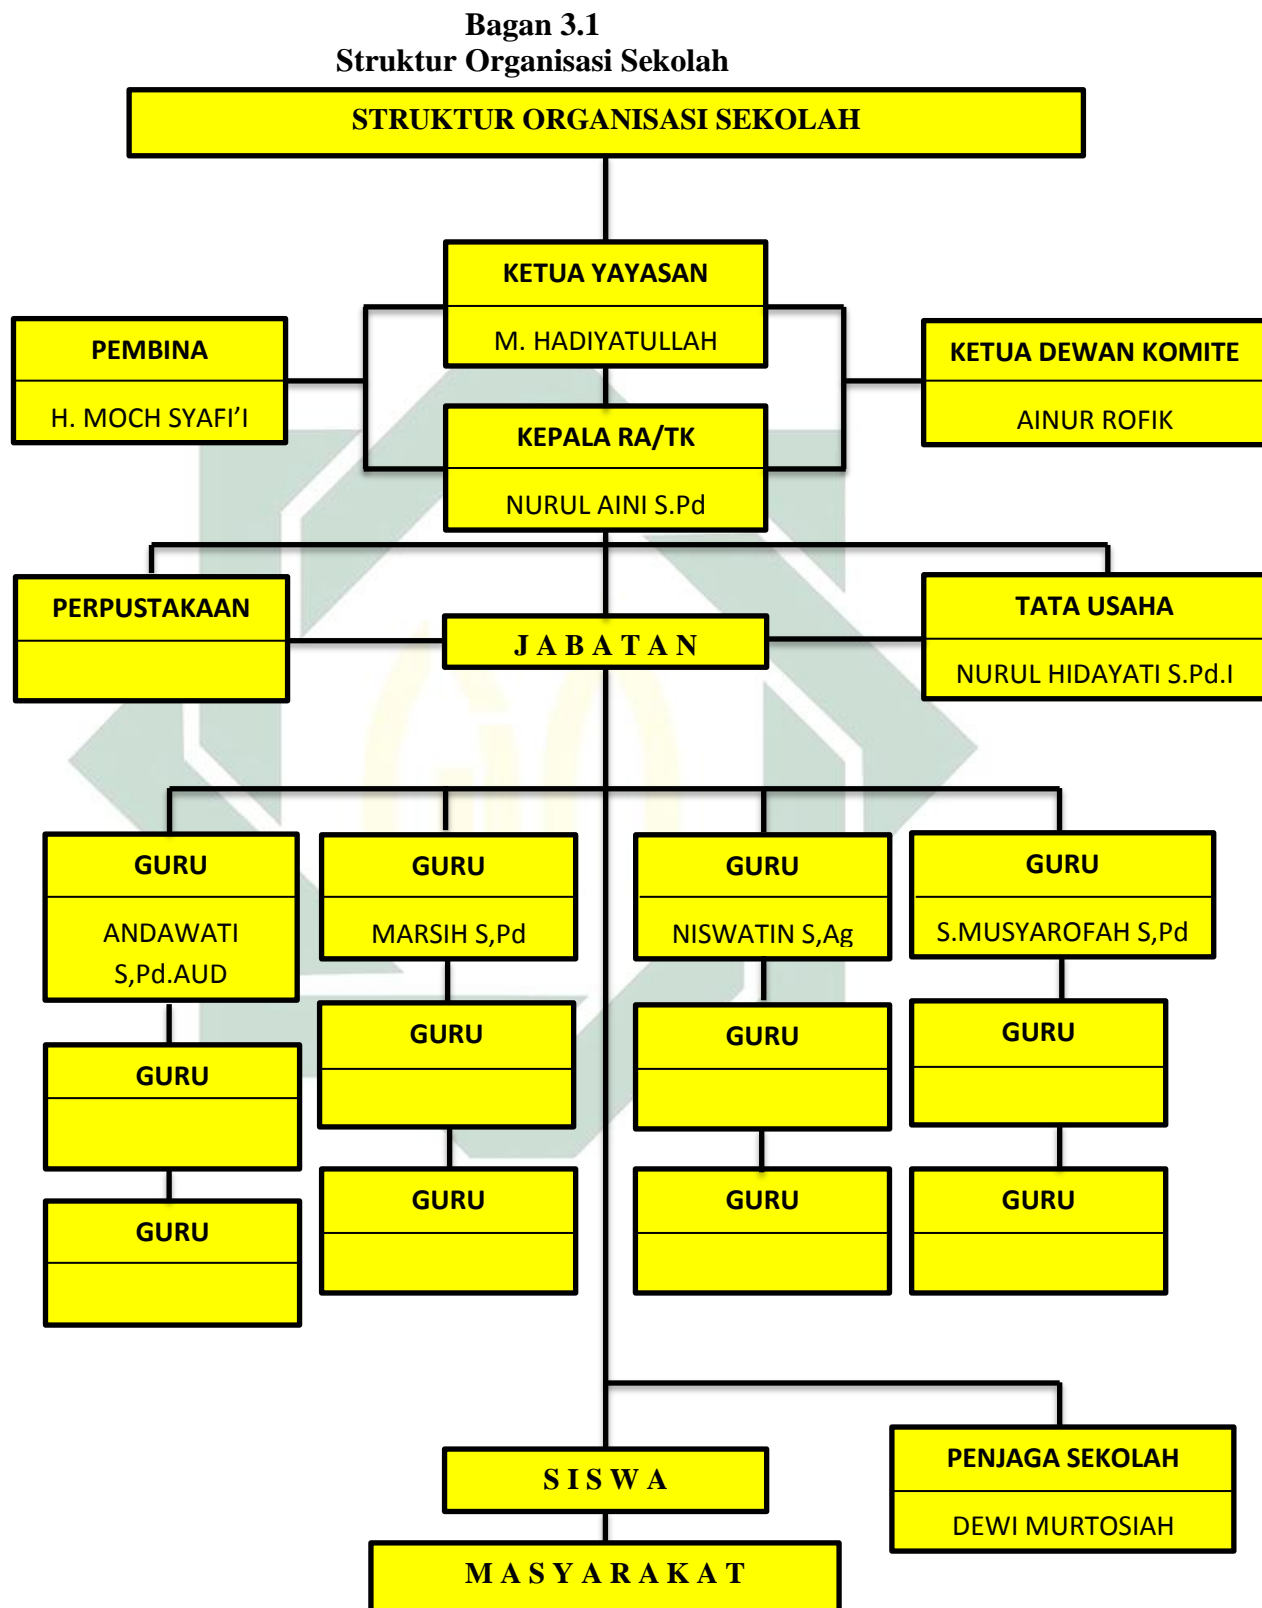 Bagan 3.1
Struktur Organisasi Sekolah
STRUKTUR ORGANISASI SEKOLAH
KETUA YAYASAN
M. HADIYATULLAH
PEMBINA
H. MOCH SYAFI'I
KETUA DEWAN KOMITE
AINUR ROFIK
KEPALA RA/TK
NURUL AINI S.Pd
PERPUSTAKAAN
J A B A T A N
TATA USAHA
NURUL HIDAYATI S.Pd.I
GURU
ANDAWATI
S,Pd.AUD
GURU
MARSIH S,Pd
GURU
NISWATIN S,Ag
GURU
S.MUSYAROFAH S,Pd
GURU
GURU
GURU
GURU
GURU
GURU
GURU
GURU
PENJAGA SEKOLAH
DEWI MURTOSIAH
S I S W A
M A S Y A R A K A T